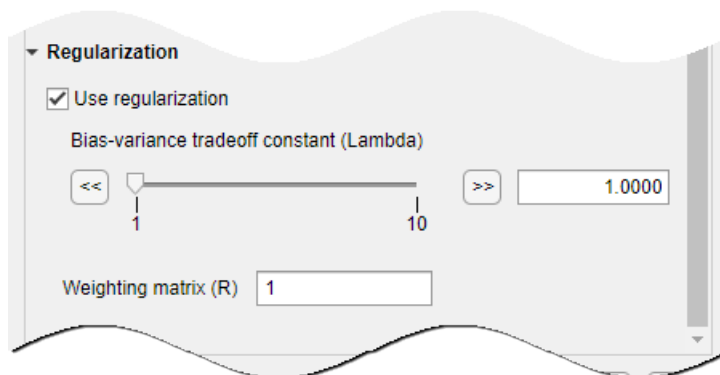 Regularization
Use regularization
Bias-variance tradeoff constant (Lambda)
<< >> 1.0000
1 10
Weighting matrix (R) 1